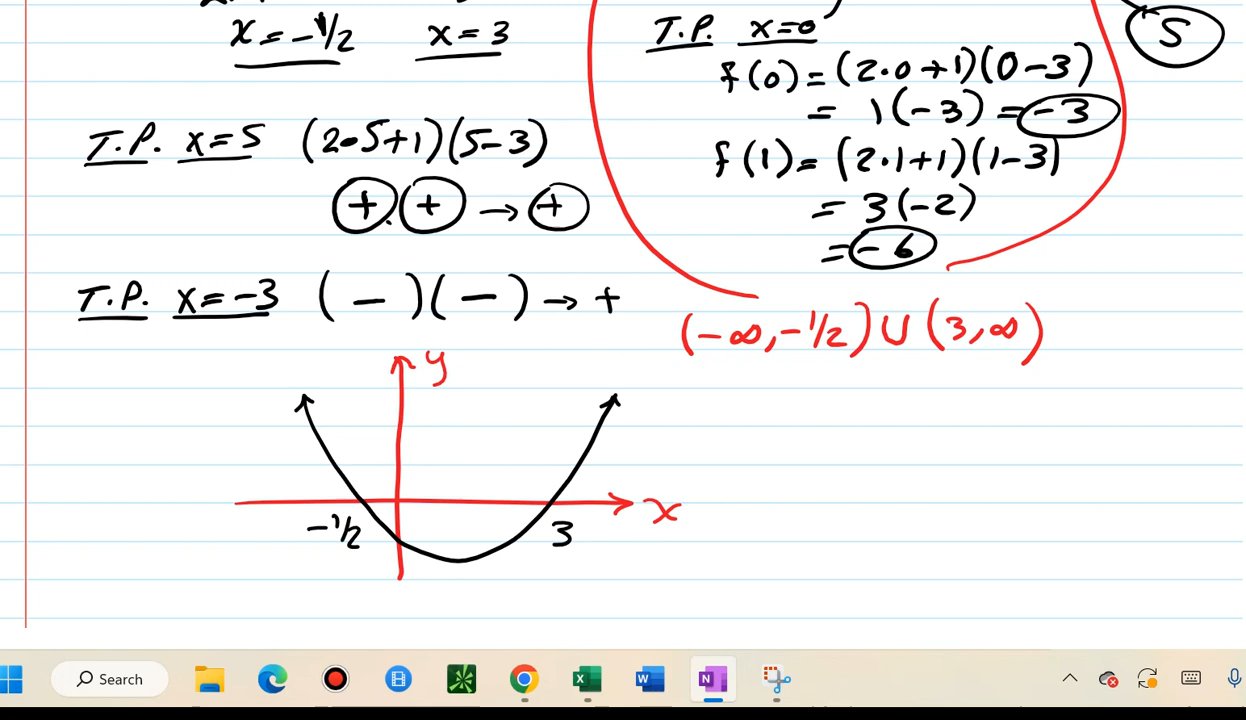 x = -1/2 x = 3
T.P. x = 5 (2·5+1)(5-3)
(+)(+) → +
T.P. x = -3 ( - )( - ) → +
y
x
-1/2
3
T.P. x=0
f(0) = (2·0+1)(0-3)
= 1(-3) = -3
f(1) = (2·1+1)(1-3)
= 3(-2)
= -6
(-∞, -1/2) U (3, ∞)
5
Search